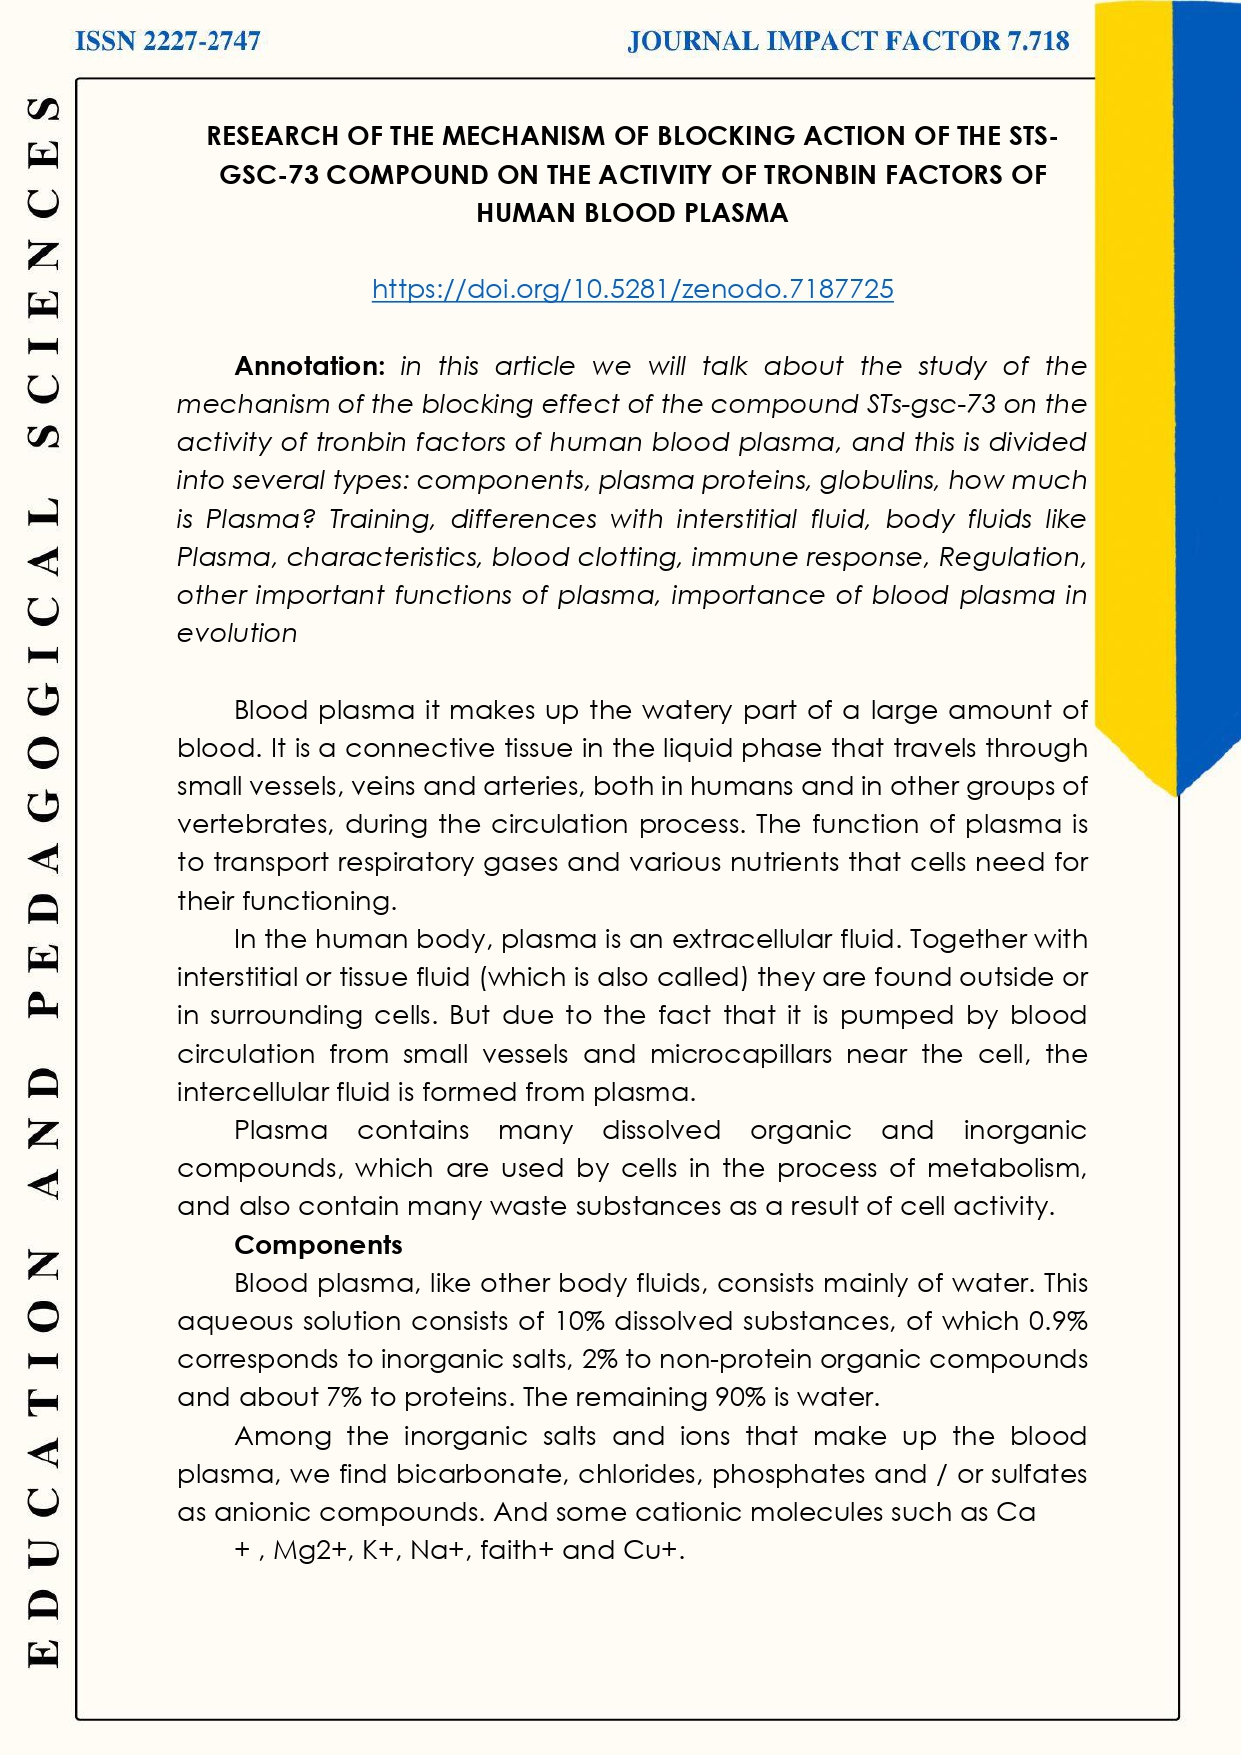 ISSN 2227-2747
JOURNAL IMPACT FACTOR 7.718
EDUCATION AND PEDAGOGICAL SCIENCES
RESEARCH OF THE MECHANISM OF BLOCKING ACTION OF THE STS-
GSC-73 COMPOUND ON THE ACTIVITY OF TRONBIN FACTORS OF
HUMAN BLOOD PLASMA
https://doi.org/10.5281/zenodo.7187725
Annotation: in this article we will talk about the study of the
mechanism of the blocking effect of the compound STs-gsc-73 on the
activity of tronbin factors of human blood plasma, and this is divided
into several types: components, plasma proteins, globulins, how much
is Plasma? Training, differences with interstitial fluid, body fluids like
Plasma, characteristics, blood clotting, immune response, Regulation,
other important functions of plasma, importance of blood plasma in
evolution
Blood plasma it makes up the watery part of a large amount of
blood. It is a connective tissue in the liquid phase that travels through
small vessels, veins and arteries, both in humans and in other groups of
vertebrates, during the circulation process. The function of plasma is
to transport respiratory gases and various nutrients that cells need for
their functioning.
In the human body, plasma is an extracellular fluid. Together with
interstitial or tissue fluid (which is also called) they are found outside or
in surrounding cells. But due to the fact that it is pumped by blood
circulation from small vessels and microcapillars near the cell, the
intercellular fluid is formed from plasma.
Plasma contains many dissolved organic and inorganic
compounds, which are used by cells in the process of metabolism,
and also contain many waste substances as a result of cell activity.
Components
Blood plasma, like other body fluids, consists mainly of water. This
aqueous solution consists of 10% dissolved substances, of which 0.9%
corresponds to inorganic salts, 2% to non-protein organic compounds
and about 7% to proteins. The remaining 90% is water.
Among the inorganic salts and ions that make up the blood
plasma, we find bicarbonate, chlorides, phosphates and / or sulfates
as anionic compounds. And some cationic molecules such as Ca
+ , Mg2+, K+, Na+, faith+ and Cu+.